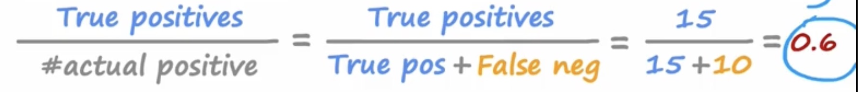 True positives / #actual positive = True positives / True pos + False neg = 15 / 15 + 10 = 0.6